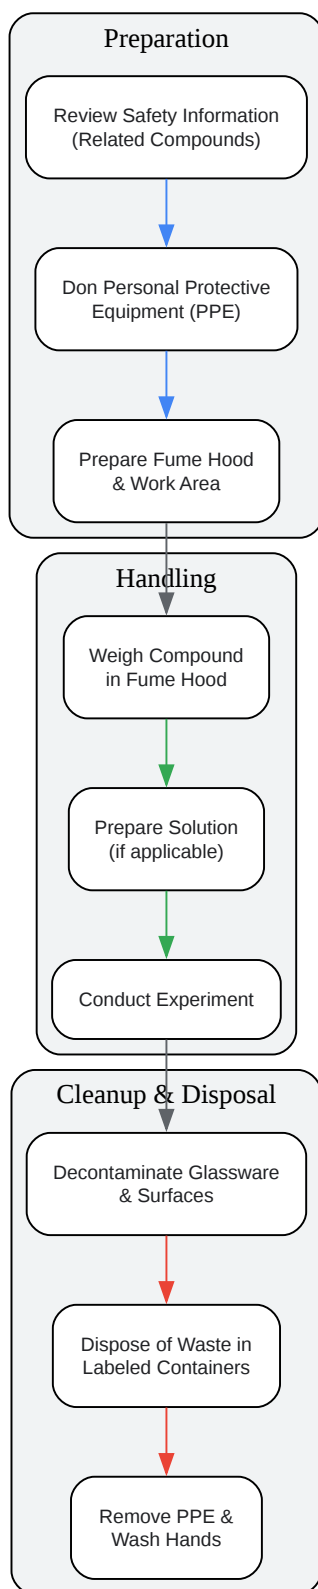 Preparation
Review Safety Information
(Related Compounds)
Don Personal Protective
Equipment (PPE)
Prepare Fume Hood
& Work Area
Handling
Weigh Compound
in Fume Hood
Prepare Solution
(if applicable)
Conduct Experiment
Cleanup & Disposal
Decontaminate Glassware
& Surfaces
Dispose of Waste in
Labeled Containers
Remove PPE &
Wash Hands